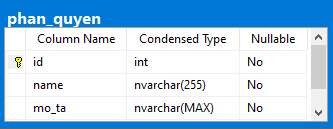 phan_quyen
Column Name Condensed Type Nullable
id int No
name nvarchar(255) No
mo_ta nvarchar(MAX) No